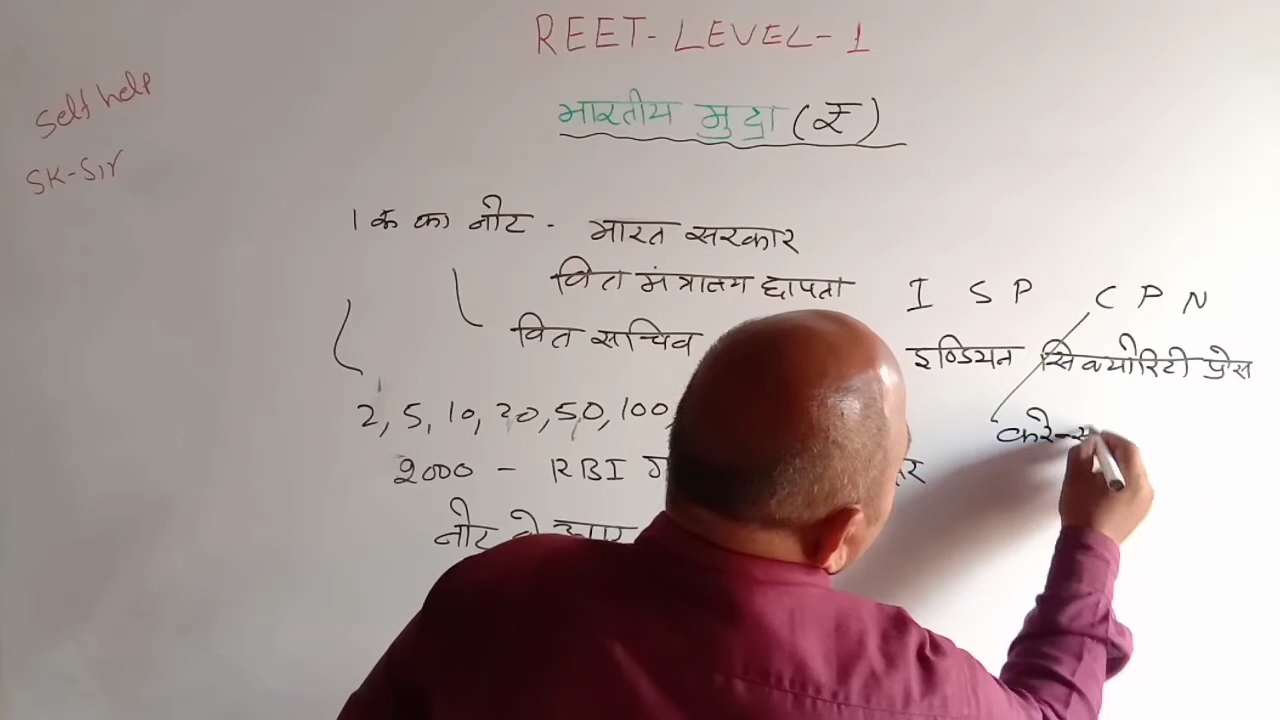 REET-LEVEL-1
भारतीय मुद्रा (₹)
Self help
SK-Sir
1 रु का नोट - भारत सरकार
वित मंत्रालय छापता
वित सचिव
I S P C P N
इण्डियन सिक्योरिटी प्रेस
2, 5, 10, 20, 50, 100,
2000 - RBI ग
नोट के
करेन्स